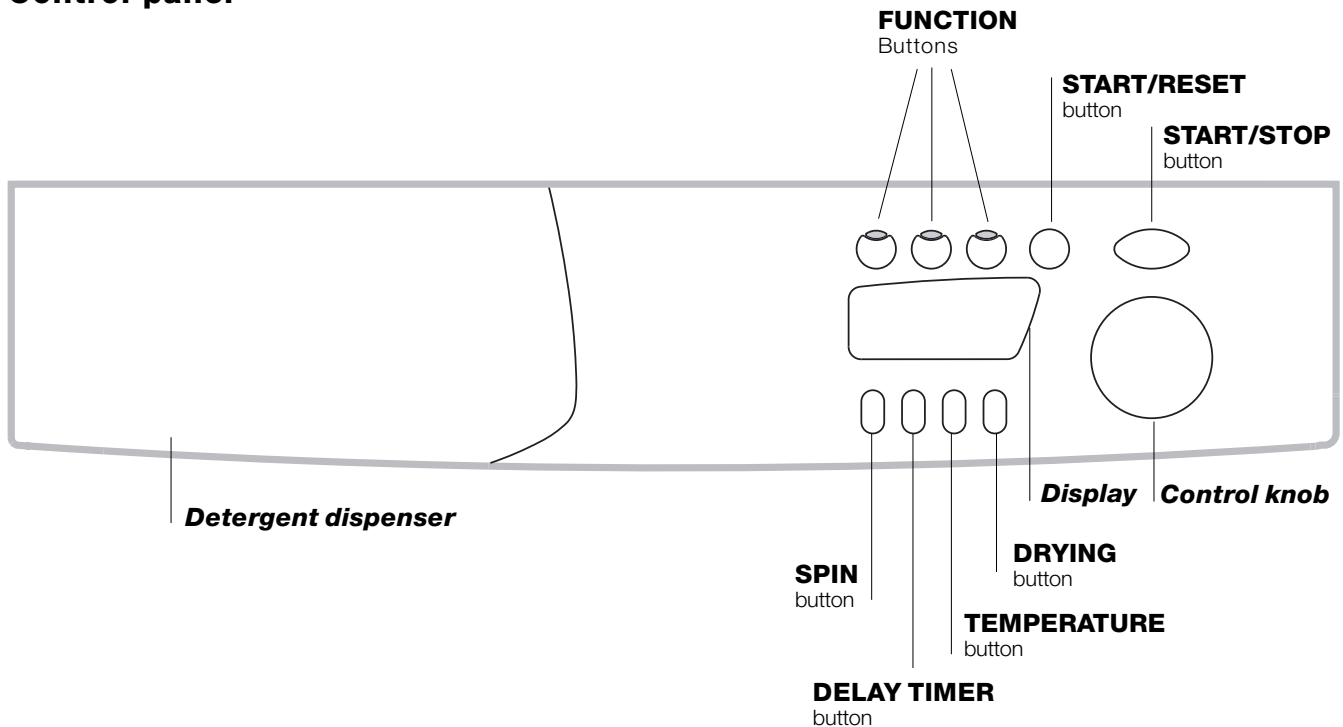 Control panel
FUNCTION
Buttons
START/RESET
button
START/STOP
button
Display
Control knob
Detergent dispenser
DRYING
button
SPIN
button
TEMPERATURE
button
DELAY TIMER
button